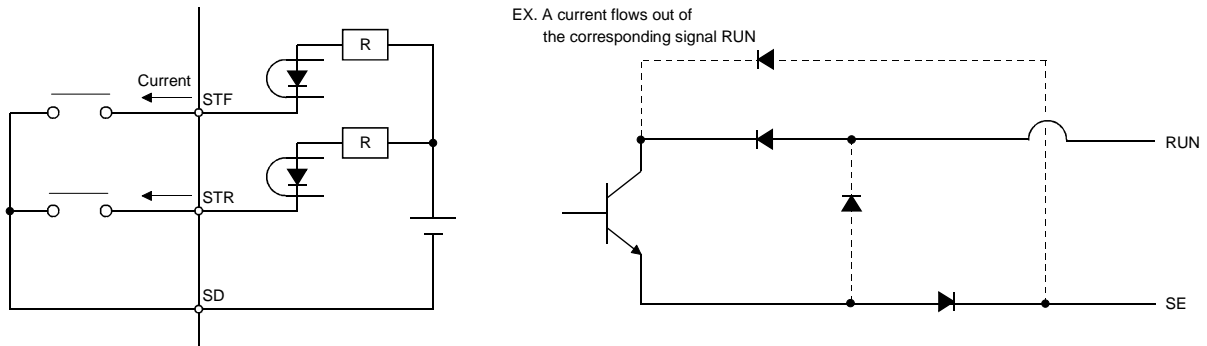 EX. A current flows out of
the corresponding signal RUN
R
Current
STF
R
RUN
STR
SD
SE